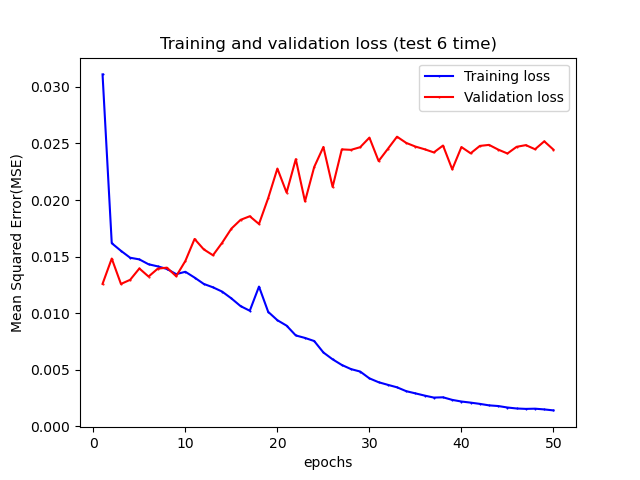 Training and validation loss (test 6 time)
Training loss
Validation loss
Mean Squared Error(MSE)
0.030
0.025
0.020
0.015
0.010
0.005
0.000
0 10 20 30 40 50
epochs